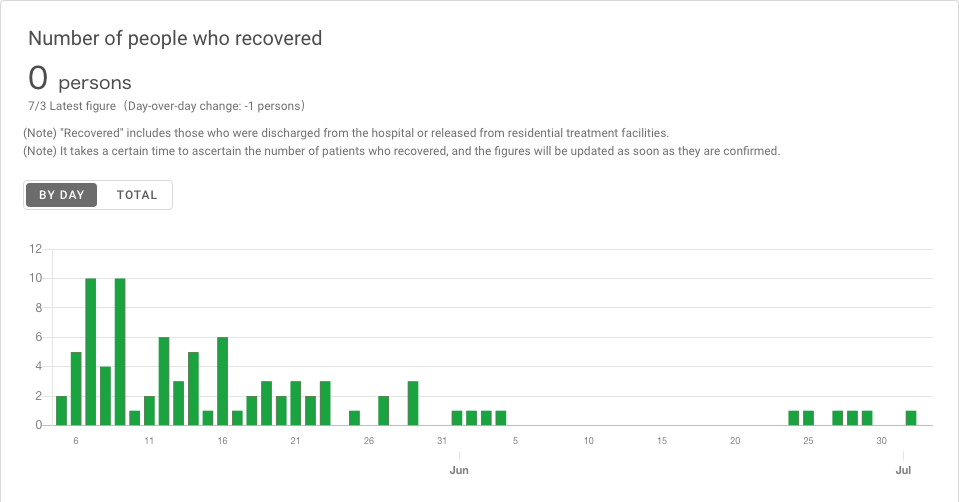 Number of people who recovered
0 persons
7/3 Latest figure（Day-over-day change: -1 persons）
(Note) "Recovered" includes those who were discharged from the hospital or released from residential treatment facilities.
(Note) It takes a certain time to ascertain the number of patients who recovered, and the figures will be updated as soon as they are confirmed.
BY DAY TOTAL
12
10
8
6
4
2
0
6 11 16 21 26 31 5 10 15 20 25 30
Jun Jul